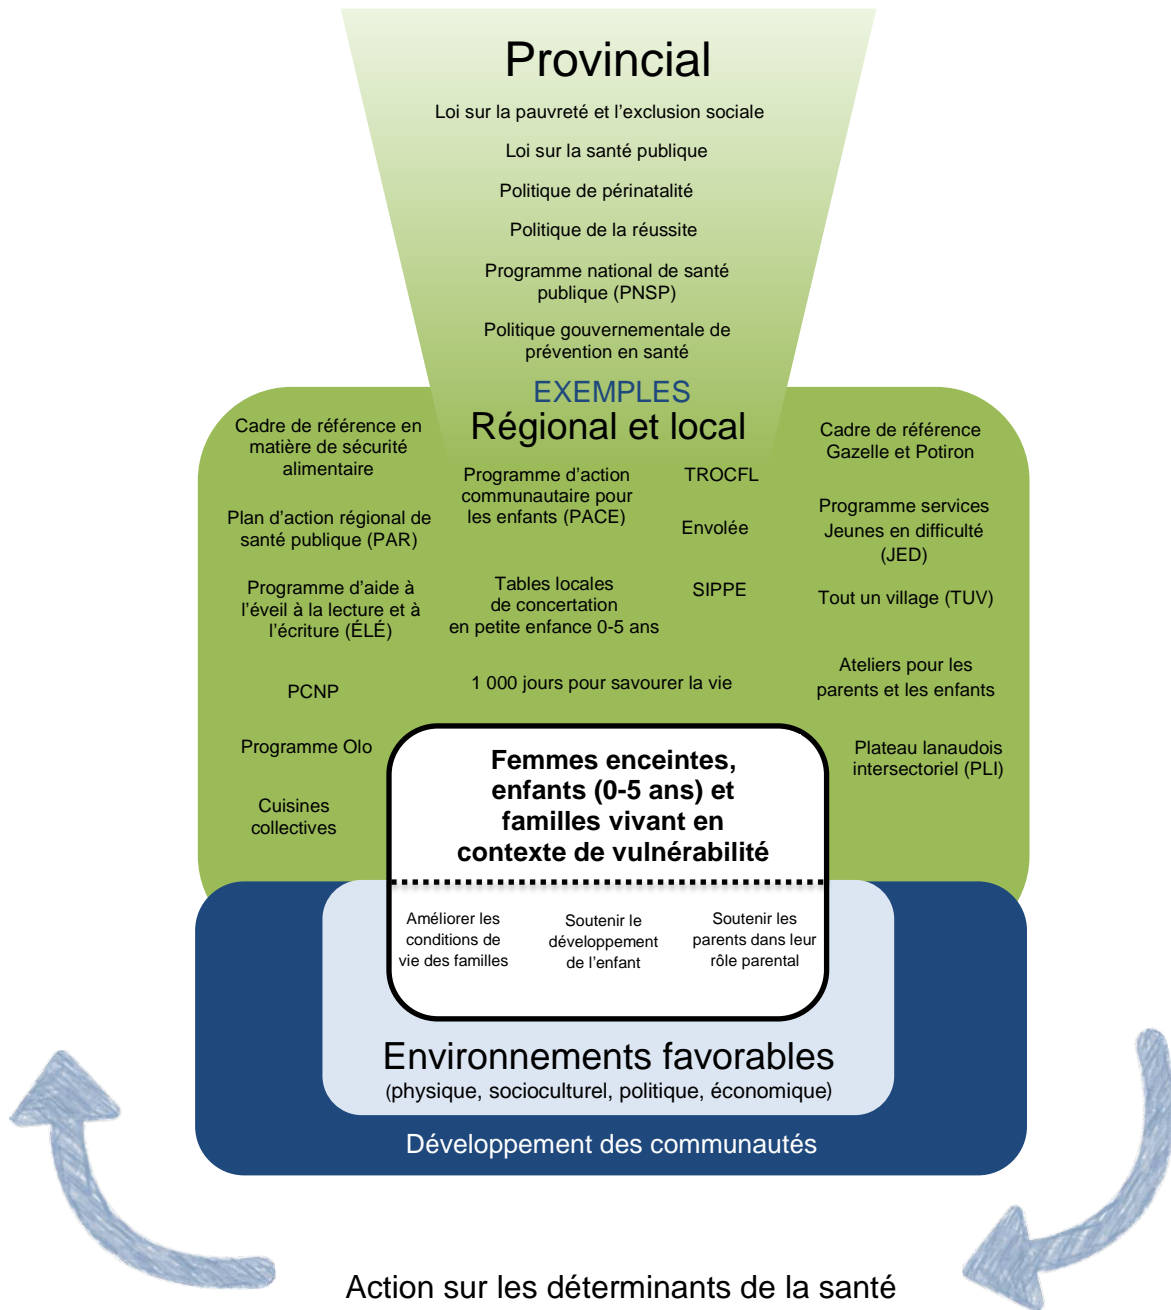 Provincial
Loi sur la pauvreté et l'exclusion sociale
Loi sur la santé publique
Politique de périnatalité
Politique de la réussite
Programme national de santé
publique (PNSP)
Politique gouvernementale de
prévention en santé
EXEMPLES
Régional et local
Cadre de référence en
matière de sécurité
alimentaire
Plan d'action régional de
santé publique (PAR)
Programme d'aide à
l'éveil à la lecture et à
l'écriture (ÉLÉ)
PCNP
Programme Olo
Cuisines
collectives
Programme d'action
communautaire pour
les enfants (PACE)
Tables locales
de concertation
en petite enfance 0-5 ans
1 000 jours pour savourer la vie
TROCFL
Envolée
SIPPE
Cadre de référence
Gazelle et Potiron
Programme services
Jeunes en difficulté
(JED)
Tout un village (TUV)
Ateliers pour les
parents et les enfants
Plateau lanaudois
intersectoriel (PLI)
Femmes enceintes,
enfants (0-5 ans) et
familles vivant en
contexte de vulnérabilité
Améliorer les
conditions de
vie des familles
Soutenir le
développement
de l'enfant
Soutenir les
parents dans leur
rôle parental
Environnements favorables
(physique, socioculturel, politique, économique)
Développement des communautés
Action sur les déterminants de la santé